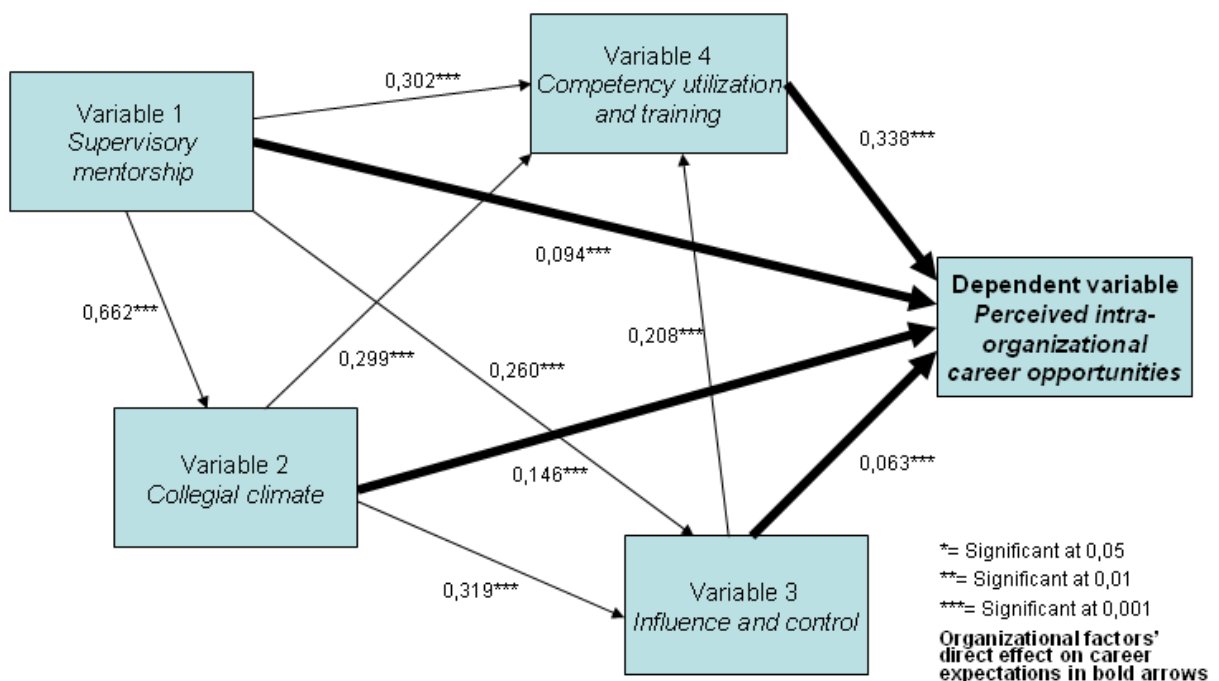 Variable 4
Competency utilization
and training
0,302***
Variable 1
Supervisory
mentorship
0,338***
0,094***
Dependent variable
Perceived intra-
organizational
career opportunities
0,662***
0,299***
0,208***
0,260***
Variable 2
Collegial climate
0,146***
0,063***
0,319***
Variable 3
Influence and control
*= Significant at 0,05
**= Significant at 0,01
***= Significant at 0,001
Organizational factors'
direct effect on career
expectations in bold arrows